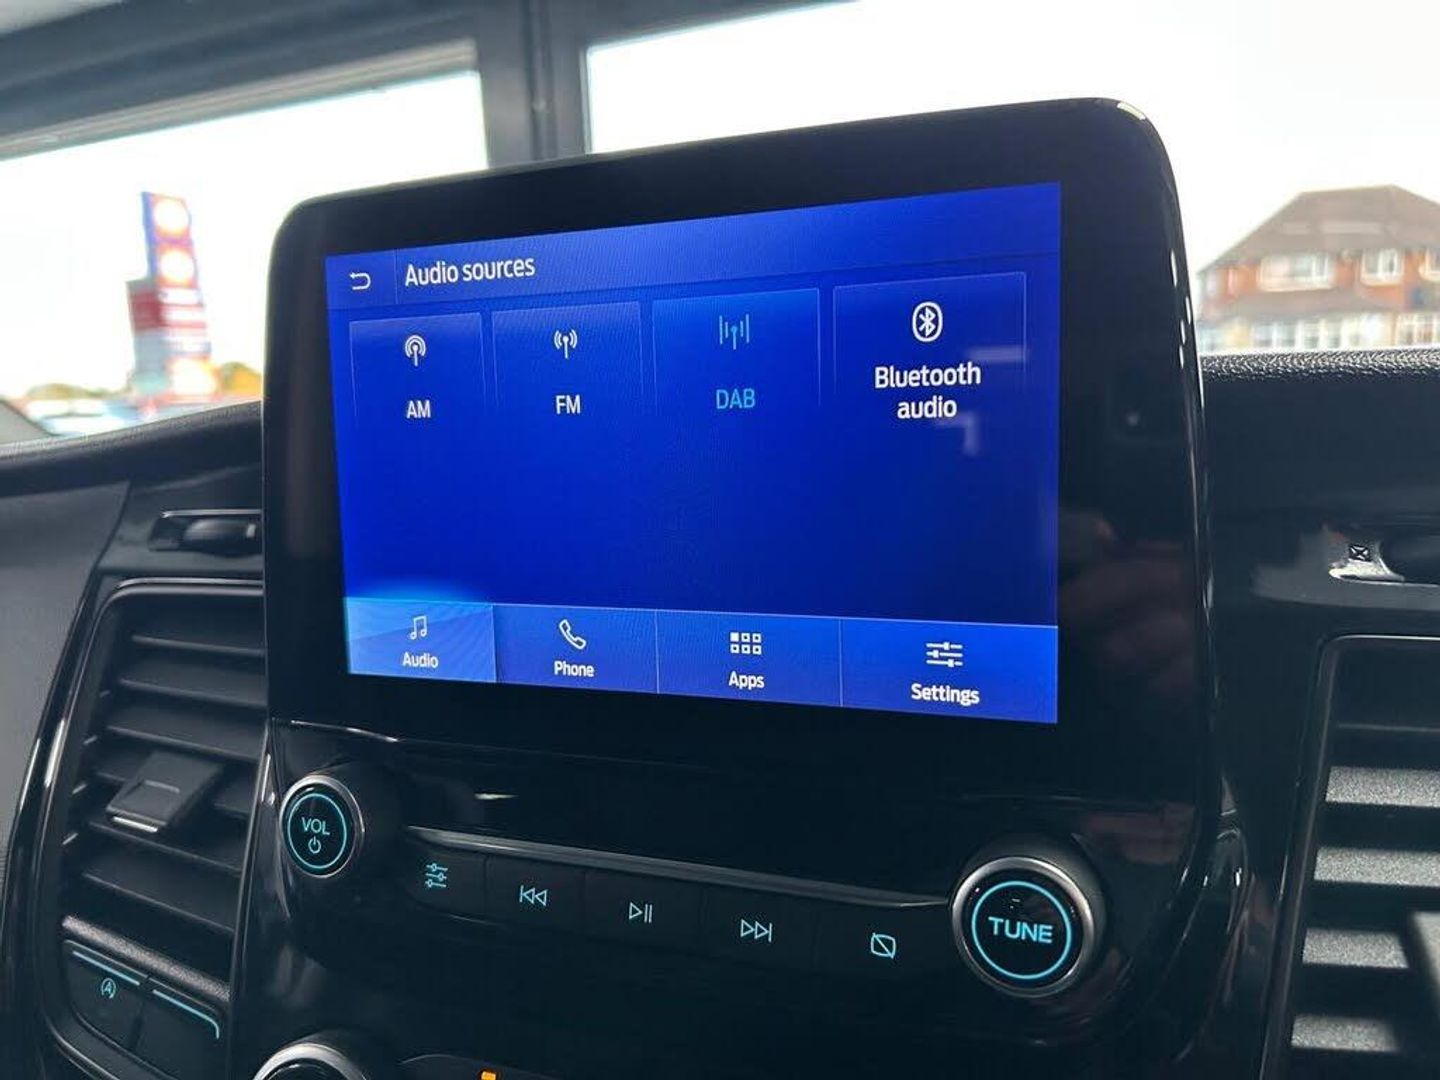 Audio sources
AM
FM
DAB
Bluetooth
audio
Audio
Phone
Apps
Settings
VOL
TUNE
A